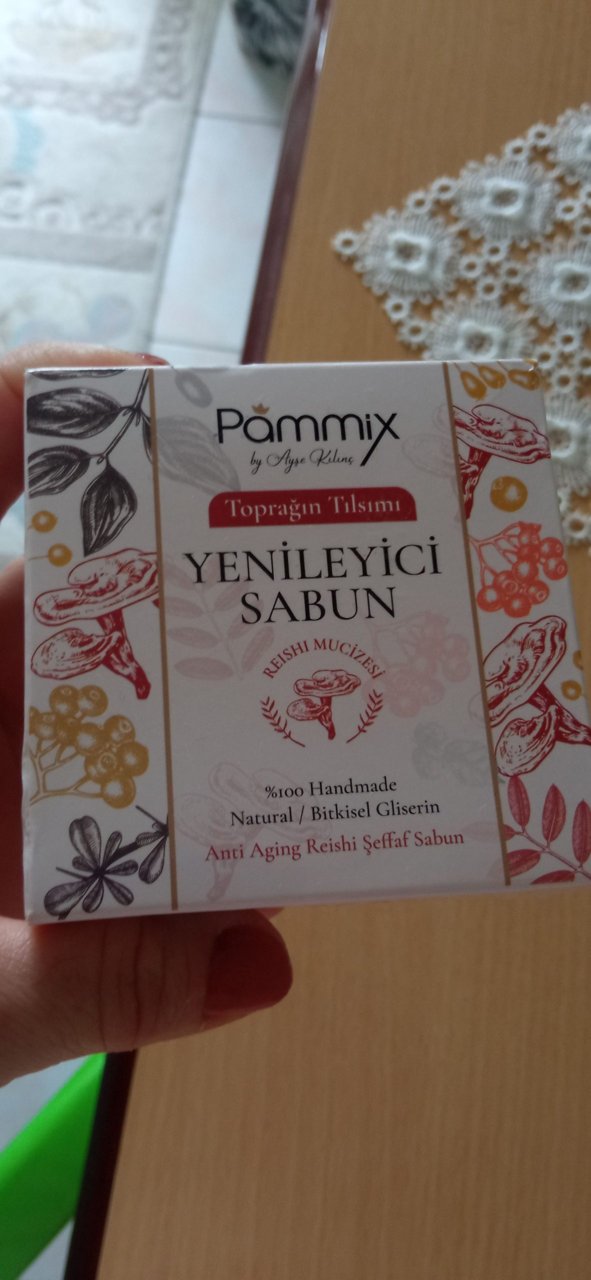 Pammix
by Ayşe Kılınç
Toprağın Tılsımı
YENİLEYİCİ
SABUN
REISHI MUCİZESİ
%100 Handmade
Natural / Bitkisel Gliserin
Anti Aging Reishi Şeffaf Sabun